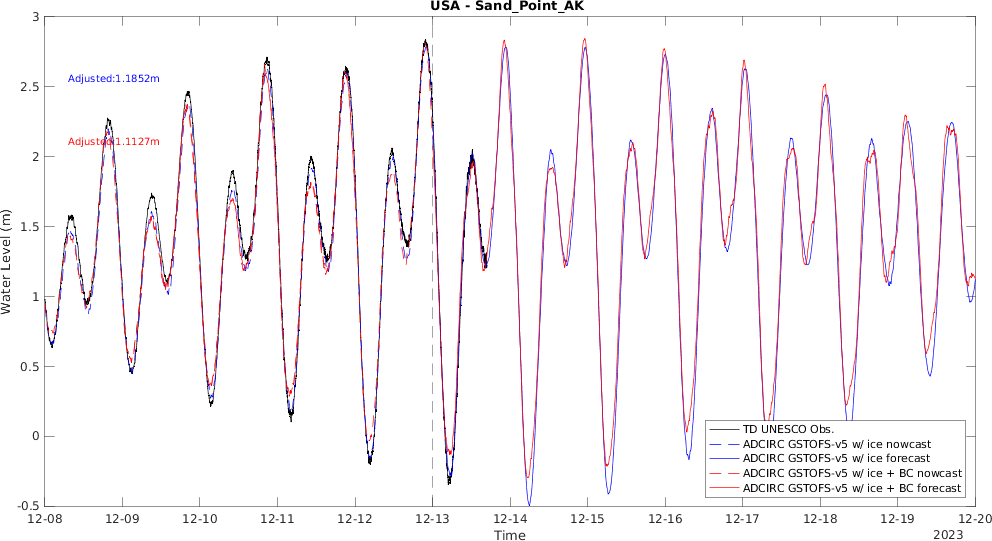 USA - Sand_Point_AK
3
2.5
2
1.5
1
0.5
0
-0.5
Water Level (m)
Adjusted:1.1852m
Adjusted:1.1127m
TD UNESCO Obs.
ADCIRC GSTOFS-v5 w/ ice nowcast
ADCIRC GSTOFS-v5 w/ ice forecast
ADCIRC GSTOFS-v5 w/ ice + BC nowcast
ADCIRC GSTOFS-v5 w/ ice + BC forecast
12-08 12-09 12-10 12-11 12-12 12-13 12-14 12-15 12-16 12-17 12-18 12-19 12-20
Time
2023